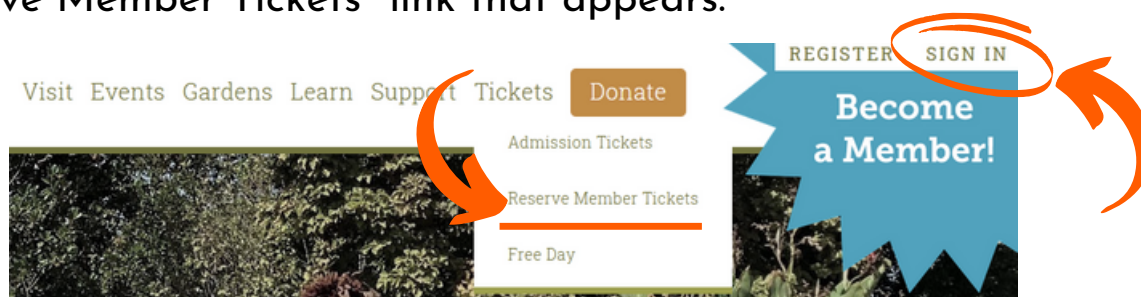 ve Member Tickets" link that appears.
REGISTER SIGN IN
Visit Events Gardens Learn Support Tickets Donate
Become
a Member!
Admission Tickets
Reserve Member Tickets
Free Day